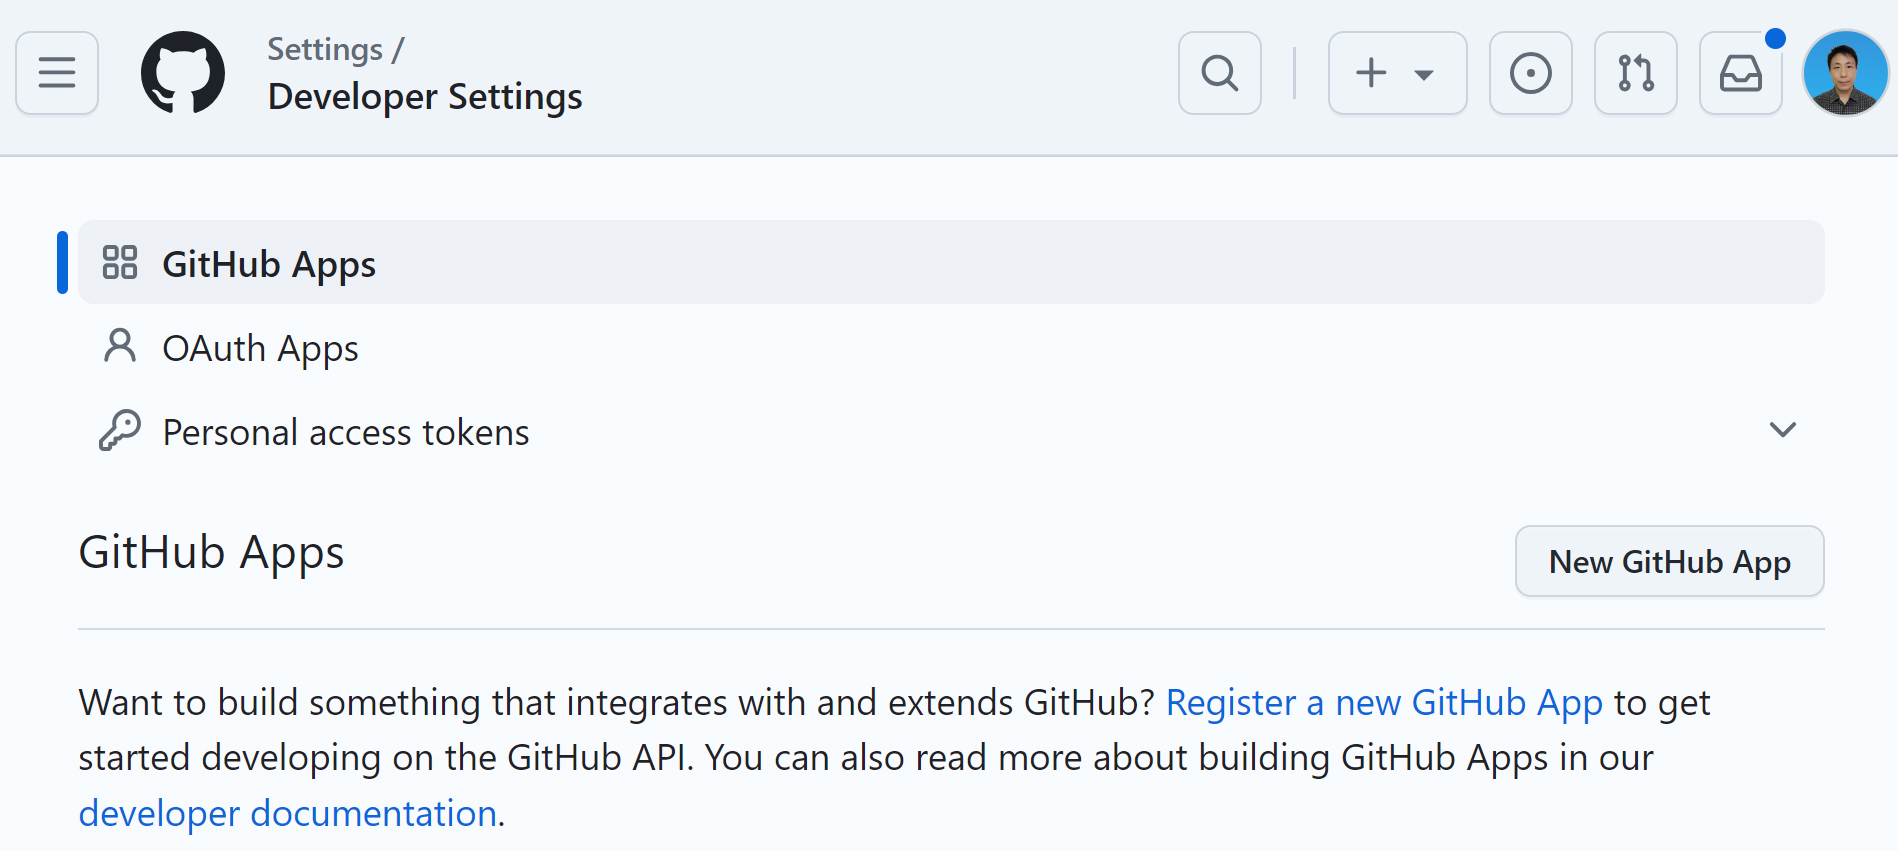 Settings /
Developer Settings
GitHub Apps
OAuth Apps
Personal access tokens
GitHub Apps
New GitHub App
Want to build something that integrates with and extends GitHub? Register a new GitHub App to get
started developing on the GitHub API. You can also read more about building GitHub Apps in our
developer documentation.